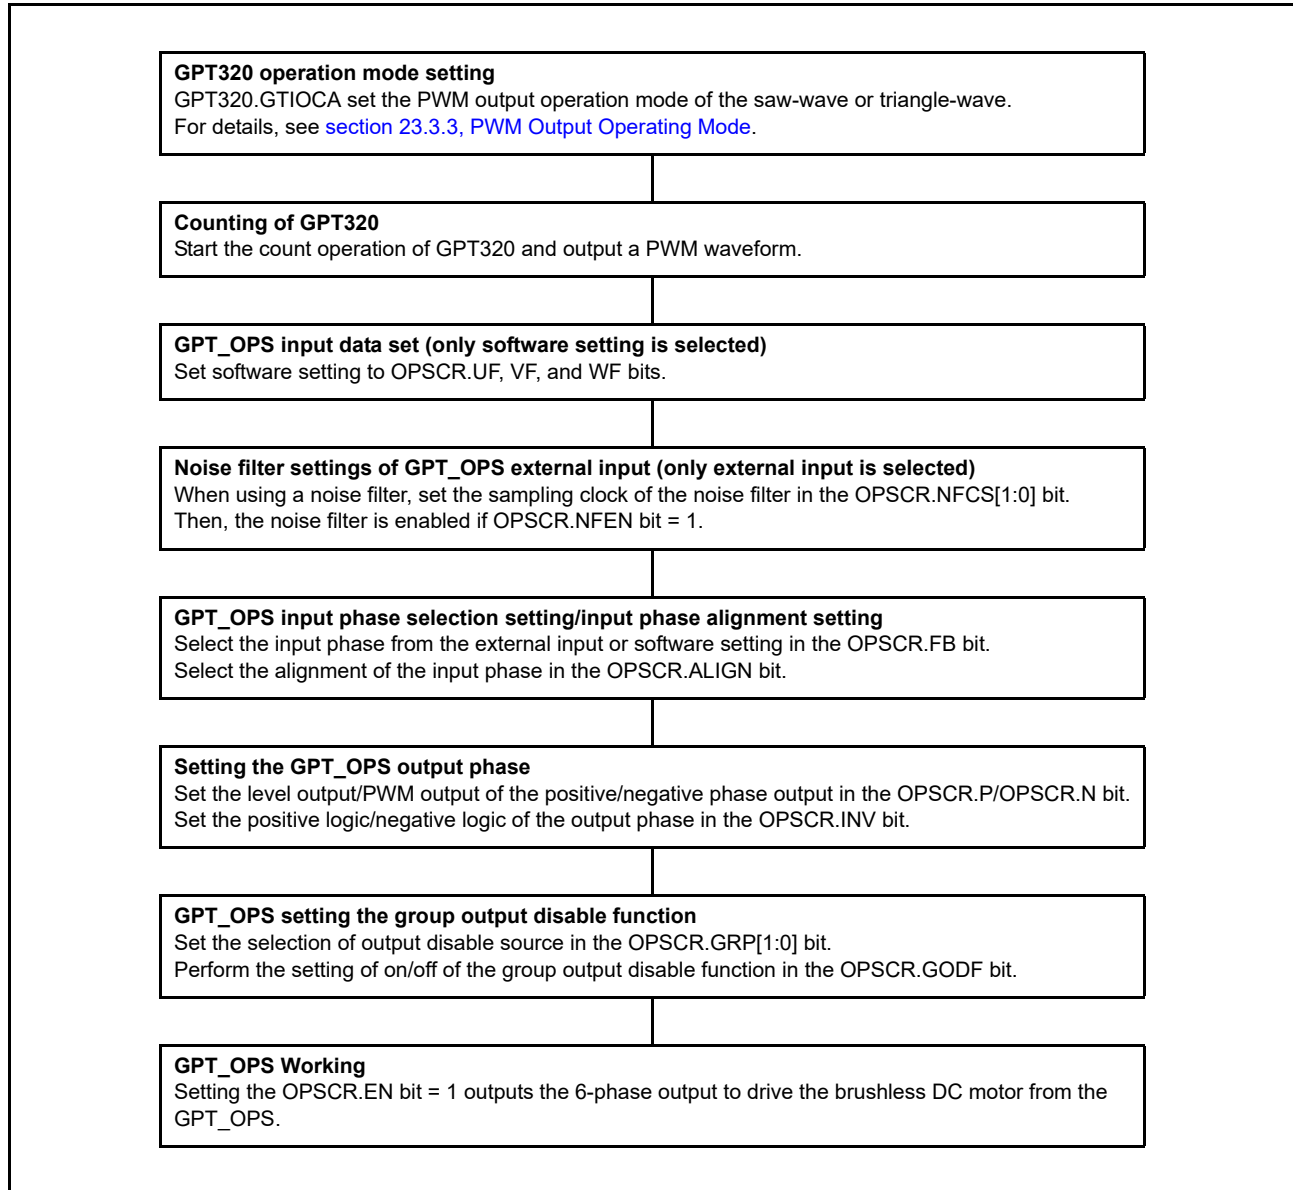 GPT320 operation mode setting
GPT320.GTIOCA set the PWM output operation mode of the saw-wave or triangle-wave.
For details, see section 23.3.3, PWM Output Operating Mode.
Counting of GPT320
Start the count operation of GPT320 and output a PWM waveform.
GPT_OPS input data set (only software setting is selected)
Set software setting to OPSCR.UF, VF, and WF bits.
Noise filter settings of GPT_OPS external input (only external input is selected)
When using a noise filter, set the sampling clock of the noise filter in the OPSCR.NFCS[1:0] bit.
Then, the noise filter is enabled if OPSCR.NFEN bit = 1.
GPT_OPS input phase selection setting/input phase alignment setting
Select the input phase from the external input or software setting in the OPSCR.FB bit.
Select the alignment of the input phase in the OPSCR.ALIGN bit.
Setting the GPT_OPS output phase
Set the level output/PWM output of the positive/negative phase output in the OPSCR.P/OPSCR.N bit.
Set the positive logic/negative logic of the output phase in the OPSCR.INV bit.
GPT_OPS setting the group output disable function
Set the selection of output disable source in the OPSCR.GRP[1:0] bit.
Perform the setting of on/off of the group output disable function in the OPSCR.GODF bit.
GPT_OPS Working
Setting the OPSCR.EN bit = 1 outputs the 6-phase output to drive the brushless DC motor from the
GPT_OPS.